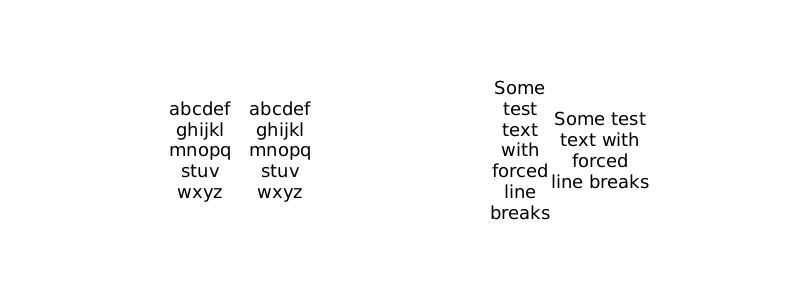 abcdef
ghijkl
mnopq
stuv
wxyz
abcdef
ghijkl
mnopq
stuv
wxyz
Some
test
text
with
forced
line
breaks
Some test
text with
forced
line breaks